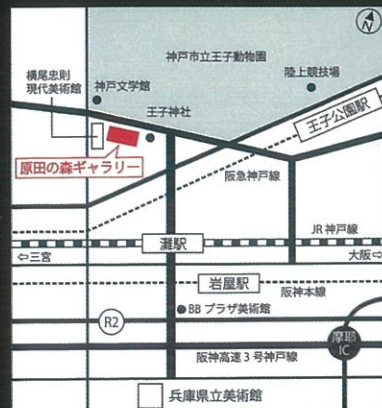 N
神戸市立王子動物園
横尾忠則
現代美術館
神戸文学館
陸上競技場
王子神社
王子公園駅
原田の森ギャラリー
阪急神戸線
JR神戸線
灘駅
⇦三宮
大阪⇨
岩屋駅
阪神本線
BBプラザ美術館
R2
摩耶
IC
阪神高速3号神戸線
兵庫県立美術館